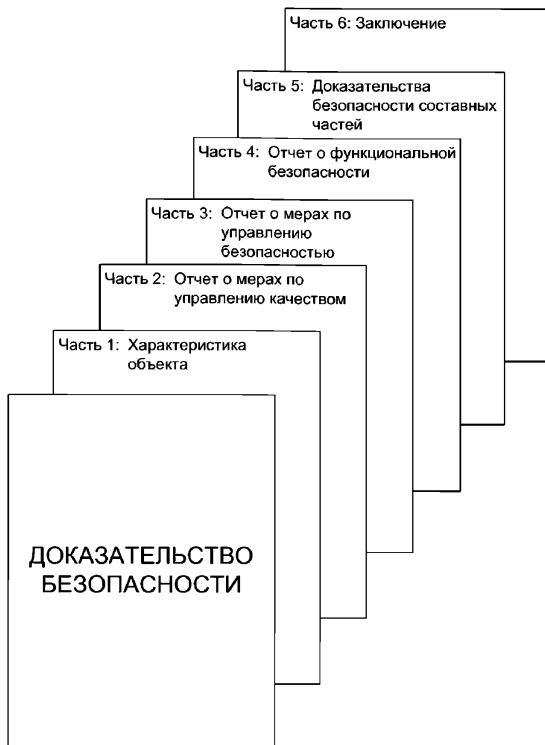 Часть 6: Заключение
Часть 5: Доказательства
безопасности составных
частей
Часть 4: Отчет о функциональной
безопасности
Часть 3: Отчет о мерах по
управлению
безопасностью
Часть 2: Отчет о мерах по
управлению качеством
Часть 1: Характеристика
объекта
ДОКАЗАТЕЛЬСТВО
БЕЗОПАСНОСТИ